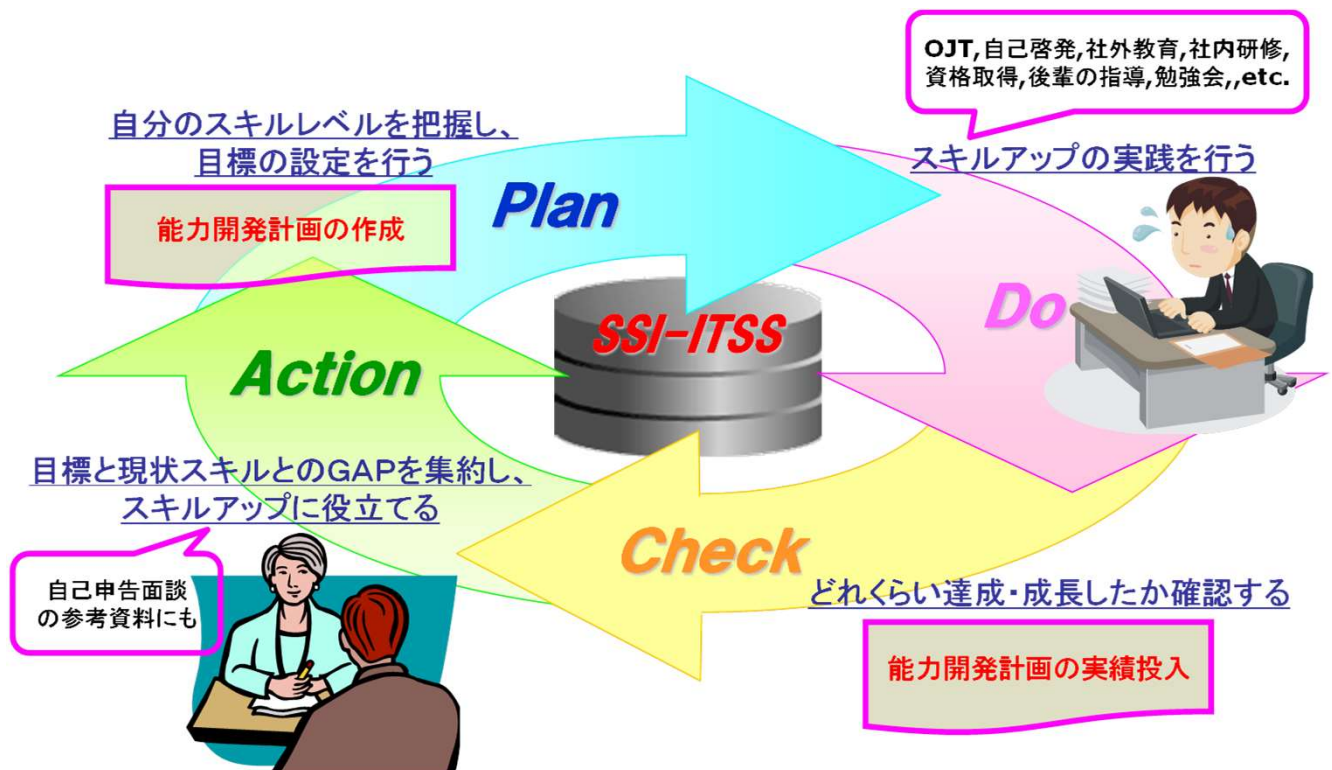 OJT,自己啓発,社外教育,社内研修,
資格取得,後輩の指導,勉強会,,etc.
自分のスキルレベルを把握し、
目標の設定を行う
能力開発計画の作成
Plan
スキルアップの実践を行う
Do
SSI-ITSS
Action
目標と現状スキルとのGAPを集約し、
スキルアップに役立てる
自己申告面談
の参考資料にも
Check
どれくらい達成・成長したか確認する
能力開発計画の実績投入